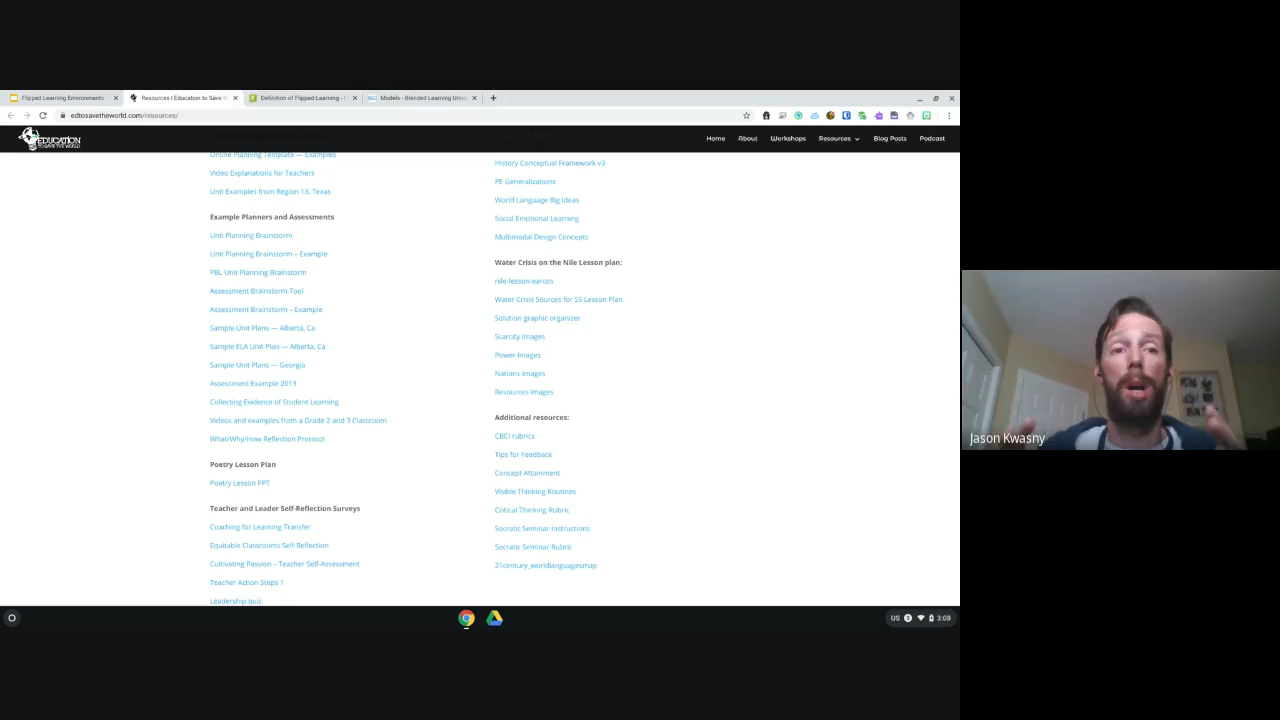 Flipped Learning Environments
Resources | Education to Save
Definition of Flipped Learning -
Models - Blended Learning Unive
edtosavetheworld.com/resources/
EDUCATION
TO SAVE THE WORLD
Home
About
Workshops
Resources
Blog Posts
Podcast
Online Planning Template — Examples
Video Explanations for Teachers
Unit Examples from Region 13, Texas
Example Planners and Assessments
Unit Planning Brainstorm
Unit Planning Brainstorm – Example
PBL Unit Planning Brainstorm
Assessment Brainstorm Tool
Assessment Brainstorm – Example
Sample Unit Plans — Alberta, Ca
Sample ELA Unit Plan — Alberta, Ca
Sample Unit Plans — Georgia
Assessment Example 2013
Collecting Evidence of Student Learning
Videos and examples from a Grade 2 and 3 Classroom
What/Why/How Reflection Protocol
Poetry Lesson Plan
Poetry Lesson PPT
Teacher and Leader Self-Reflection Surveys
Coaching for Learning Transfer
Equitable Classrooms Self-Reflection
Cultivating Passion – Teacher Self-Assessment
Teacher Action Steps 1
Leadership quiz
History Conceptual Framework v3
PE Generalizations
World Language Big Ideas
Social Emotional Learning
Multimodal Design Concepts
Water Crisis on the Nile Lesson plan:
nile-lesson-earcos
Water Crisis Sources for SS Lesson Plan
Solution graphic organizer
Scarcity Images
Power Images
Nations Images
Resources Images
Additional resources:
CBCI rubrics
Tips for Feedback
Concept Attainment
Visible Thinking Routines
Critical Thinking Rubric
Socratic Seminar Instructions
Socratic Seminar Rubric
21century_worldlanguagesmap
Jason Kwasny
US
3:08